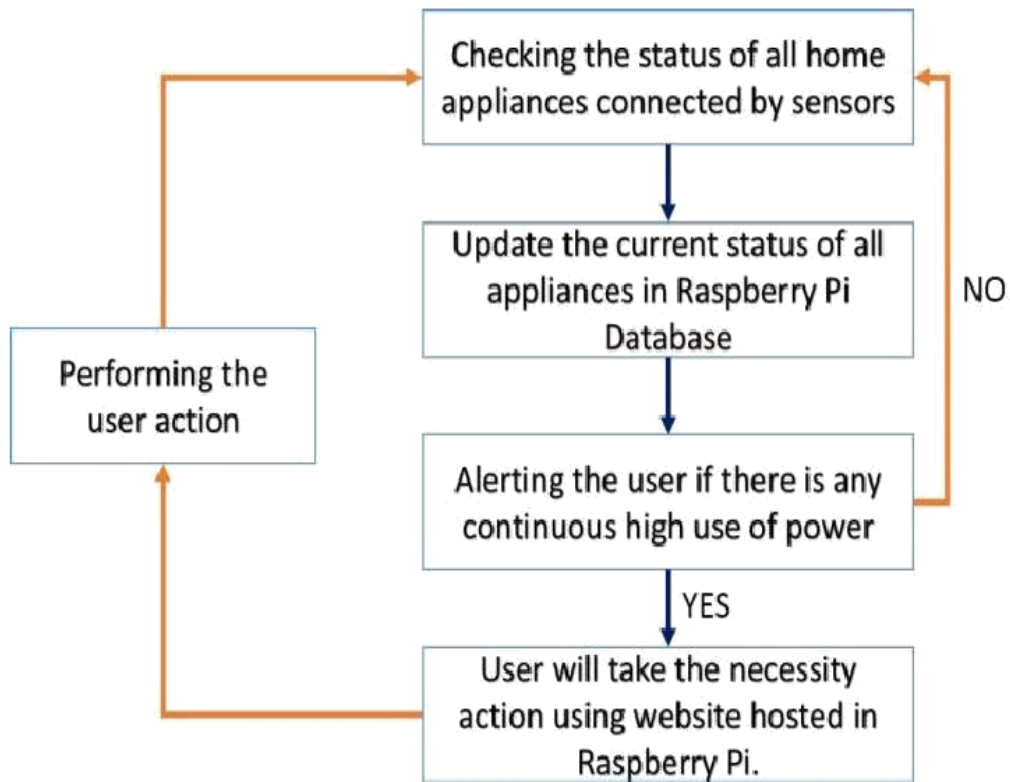 Checking the status of all home
appliances connected by sensors
Update the current status of all
appliances in Raspberry Pi
Database
NO
Performing the
user action
Alerting the user if there is any
continuous high use of power
YES
User will take the necessity
action using website hosted in
Raspberry Pi.